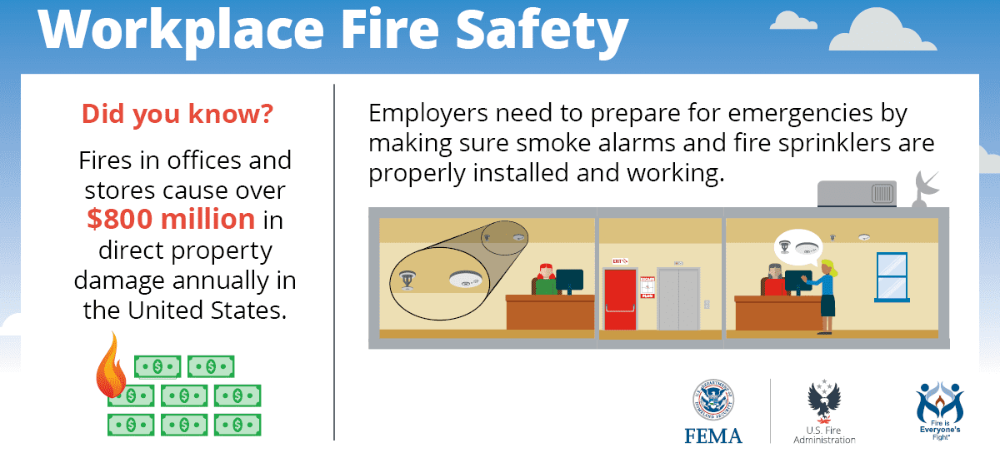 Workplace Fire Safety
Did you know?
Fires in offices and
stores cause over
$800 million in
direct property
damage annually in
the United States.
Employers need to prepare for emergencies by
making sure smoke alarms and fire sprinklers are
properly installed and working.
EXIT
FEMA
U.S. Fire
Administration
Fire is
Everyone's
Fight®